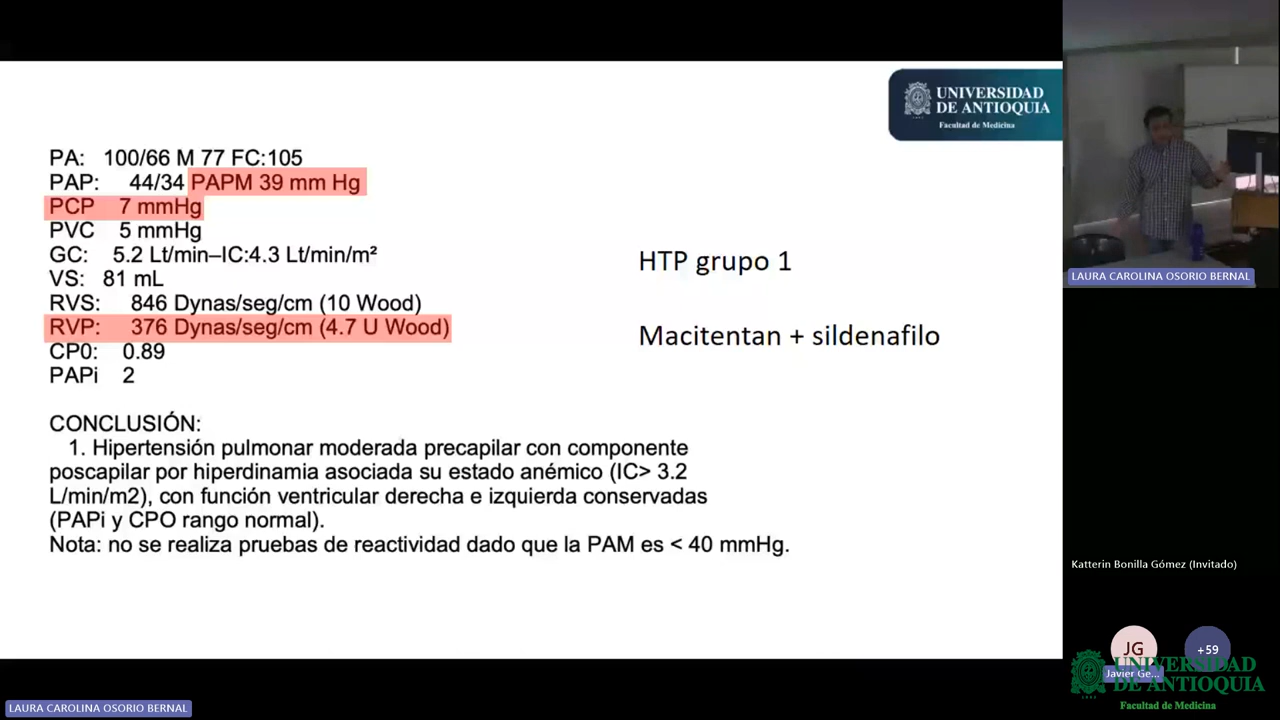 UNIVERSIDAD
DE ANTIOQUIA
Facultad de Medicina
PA: 100/66 M 77 FC:105
PAP: 44/34 PAPM 39 mm Hg
PCP 7 mmHg
PVC 5 mmHg
GC: 5.2 Lt/min–IC:4.3 Lt/min/m²
VS: 81 mL
RVS: 846 Dynas/seg/cm (10 Wood)
RVP: 376 Dynas/seg/cm (4.7 U Wood)
CP0: 0.89
PAPi 2
HTP grupo 1
Macitentan + sildenafilo
CONCLUSIÓN:
1. Hipertensión pulmonar moderada precapilar con componente
poscapilar por hiperdinamia asociada su estado anémico (IC> 3.2
L/min/m2), con función ventricular derecha e izquierda conservadas
(PAPi y CPO rango normal).
Nota: no se realiza pruebas de reactividad dado que la PAM es < 40 mmHg.
LAURA CAROLINA OSORIO BERNAL
Katterin Bonilla Gómez (Invitado)
JG
+59
Javier Ge...
UNIVERSIDAD
DE ANTIOQUIA
Facultad de Medicina
LAURA CAROLINA OSORIO BERNAL